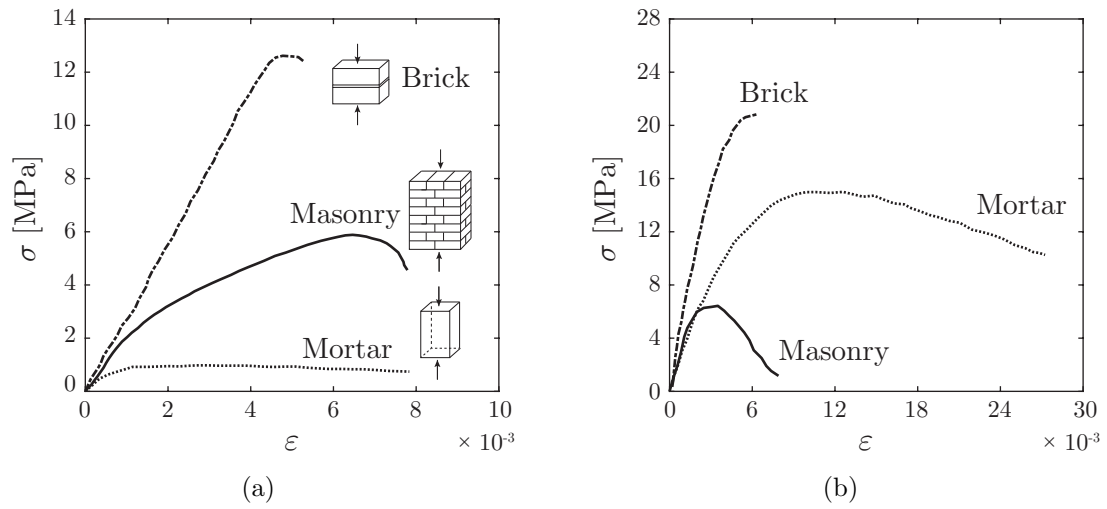 14
12
10
8
6
4
2
0
σ [MPa]
Brick
Masonry
Mortar
0 2 4 6 8 10
ε
× 10⁻³
(a)
28
24
20
16
12
8
4
0
σ [MPa]
Brick
Mortar
Masonry
0 6 12 18 24 30
ε
× 10⁻³
(b)